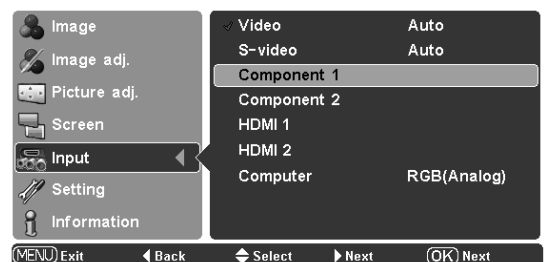 Image
Image adj.
Picture adj.
Screen
Input
Setting
Information
Video Auto
S-video Auto
Component 1
Component 2
HDMI 1
HDMI 2
Computer RGB(Analog)
MENU Exit Back Select Next OK Next